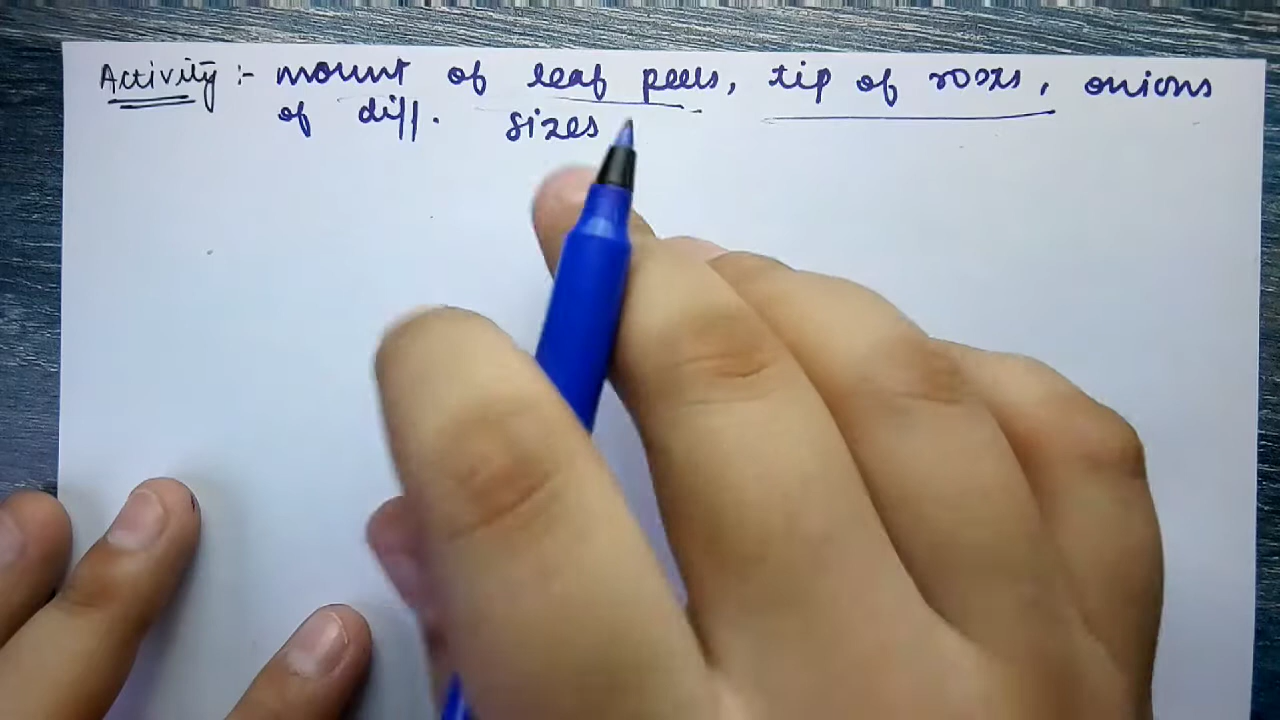 Activity :- mount of leaf peels, tip of roots, onions
of diff. sizes